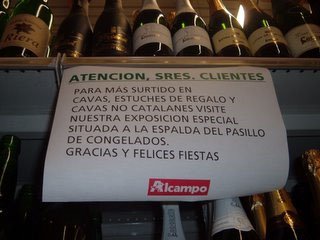 Riera
ATENCION, SRES. CLIENTES
PARA MÁS SURTIDO EN
CAVAS, ESTUCHES DE REGALO Y
CAVAS NO CATALANES VISITE
NUESTRA EXPOSICION ESPECIAL
SITUADA A LA ESPALDA DEL PASILLO
DE CONGELADOS.
GRACIAS Y FELICES FIESTAS
Alcampo